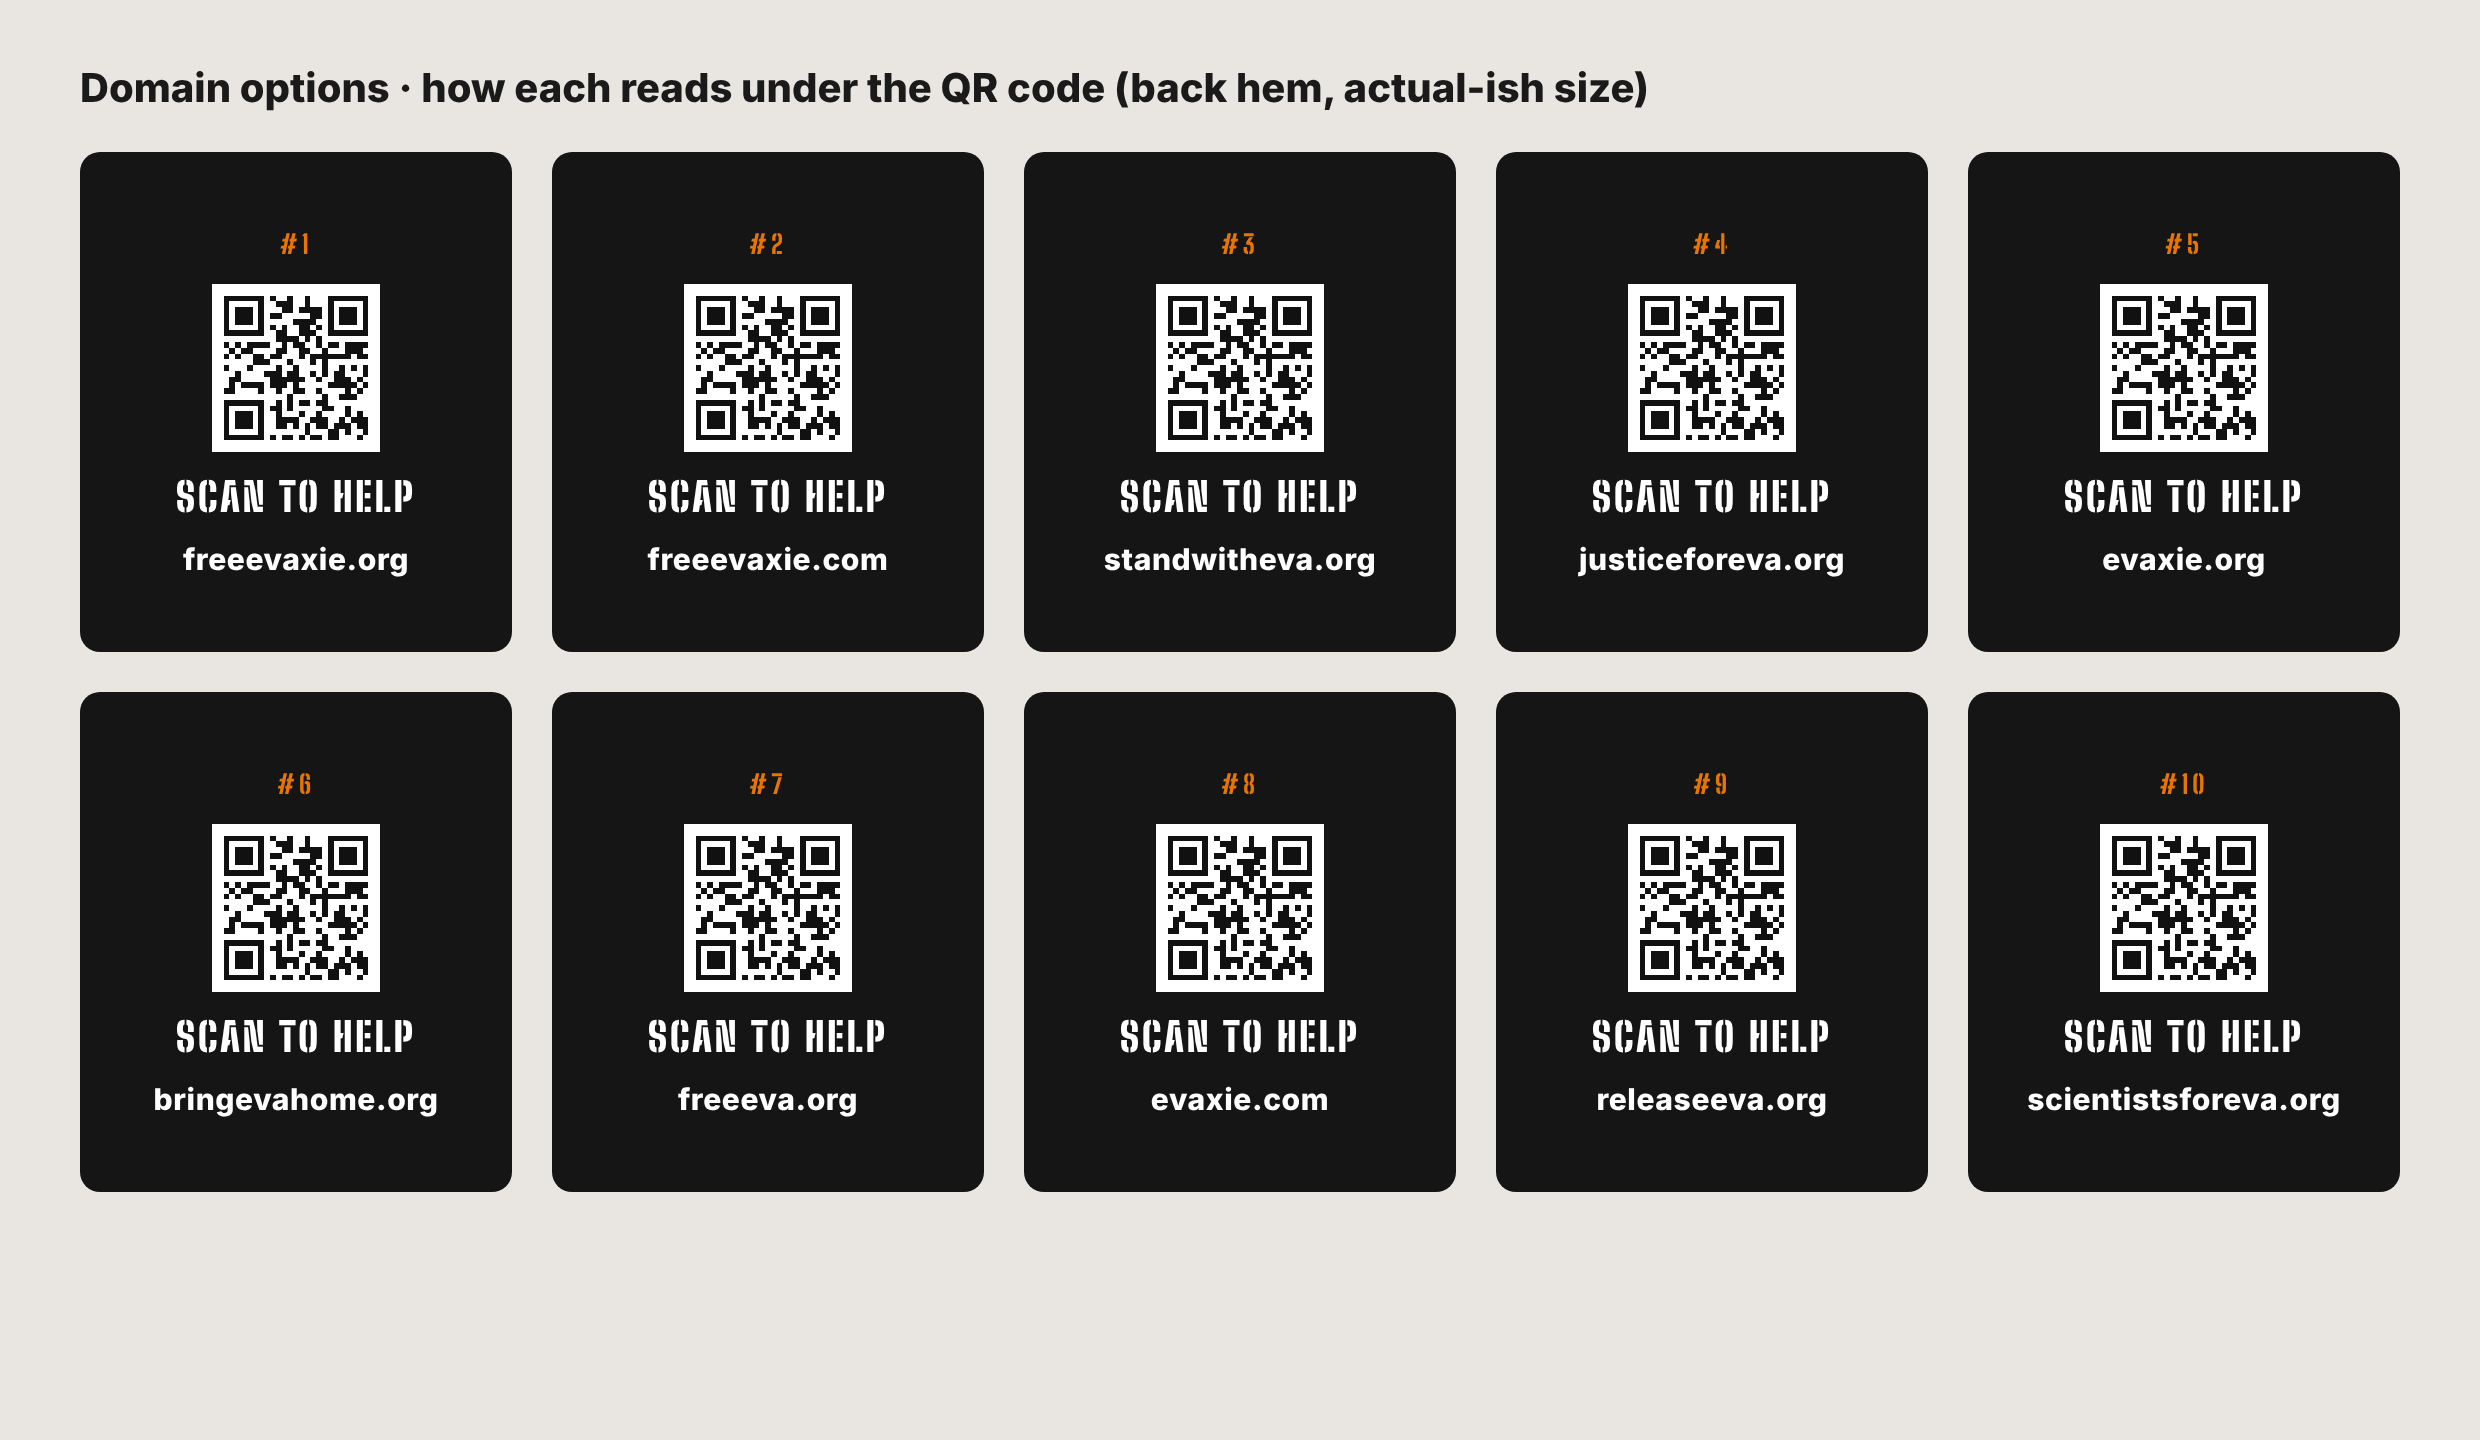 Domain options · how each reads under the QR code (back hem, actual-ish size)
#1
SCAN TO HELP
freeevaxie.org
#2
SCAN TO HELP
freeevaxie.com
#3
SCAN TO HELP
standwitheva.org
#4
SCAN TO HELP
justiceforeva.org
#5
SCAN TO HELP
evaxie.org
#6
SCAN TO HELP
bringevahome.org
#7
SCAN TO HELP
freeeva.org
#8
SCAN TO HELP
evaxie.com
#9
SCAN TO HELP
releaseeva.org
#10
SCAN TO HELP
scientistsforeva.org